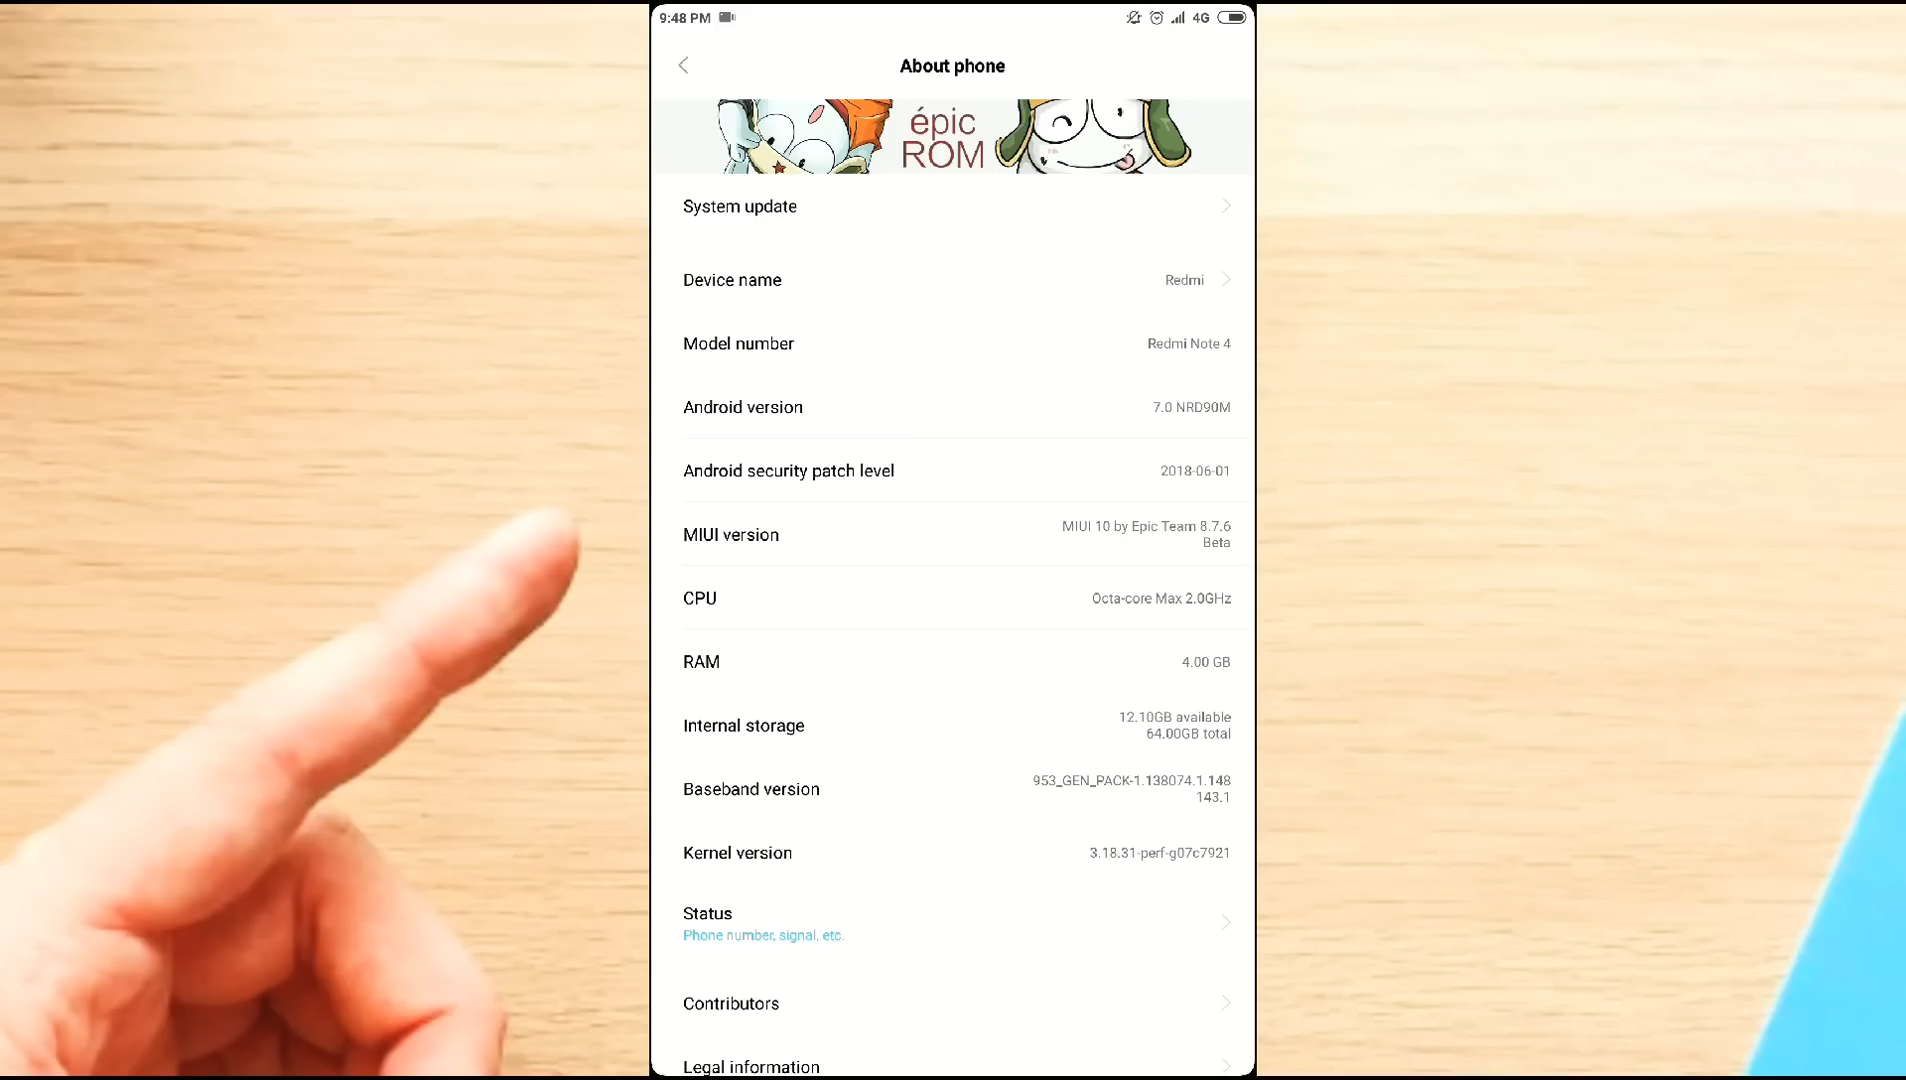 9:48 PM
4G
About phone
épic
ROM
System update
Device name
Redmi
Model number
Redmi Note 4
Android version
7.0 NRD90M
Android security patch level
2018-06-01
MIUI version
MIUI 10 by Epic Team 8.7.6
Beta
CPU
Octa-core Max 2.0GHz
RAM
4.00 GB
Internal storage
12.10GB available
64.00GB total
Baseband version
953_GEN_PACK-1.138074.1.148
143.1
Kernel version
3.18.31-perf-g07c7921
Status
Phone number, signal, etc.
Contributors
Legal information